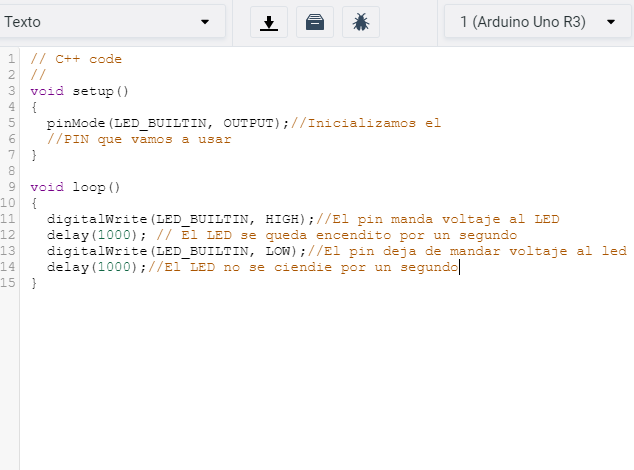 Texto 1 (Arduino Uno R3)
1 // C++ code
2 //
3 void setup()
4 {
5   pinMode(LED_BUILTIN, OUTPUT);//Inicializamos el
6   //PIN que vamos a usar
7 }
8
9 void loop()
10 {
11   digitalWrite(LED_BUILTIN, HIGH);//El pin manda voltaje al LED
12   delay(1000); // El LED se queda encendito por un segundo
13   digitalWrite(LED_BUILTIN, LOW);//El pin deja de mandar voltaje al led
14   delay(1000);//El LED no se ciendie por un segundo
15 }